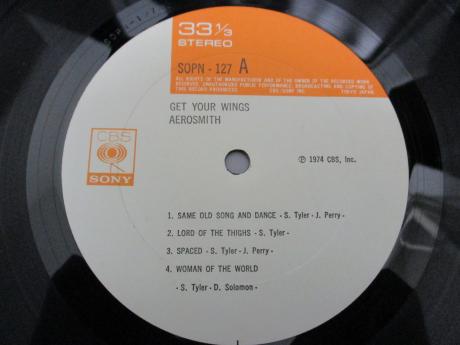 33 1/3
STEREO
SOPN - 127 A
ALL RIGHTS OF THE MANUFACTURER AND OF THE OWNER OF THE RECORDED WORK
RESERVED. UNAUTHORIZED PUBLIC PERFORMANCE, BROADCASTING AND COPYING OF
THIS RECORD PROHIBITED CBS/SONY INC. TOKYO JAPAN
GET YOUR WINGS
AEROSMITH
CBS
SONY
℗ 1974 CBS, Inc.
1. SAME OLD SONG AND DANCE - S. Tyler - J. Perry -
2. LORD OF THE THIGHS - S. Tyler -
3. SPACED - S. Tyler - J. Perry -
4. WOMAN OF THE WORLD
- S. Tyler - D. Solomon -